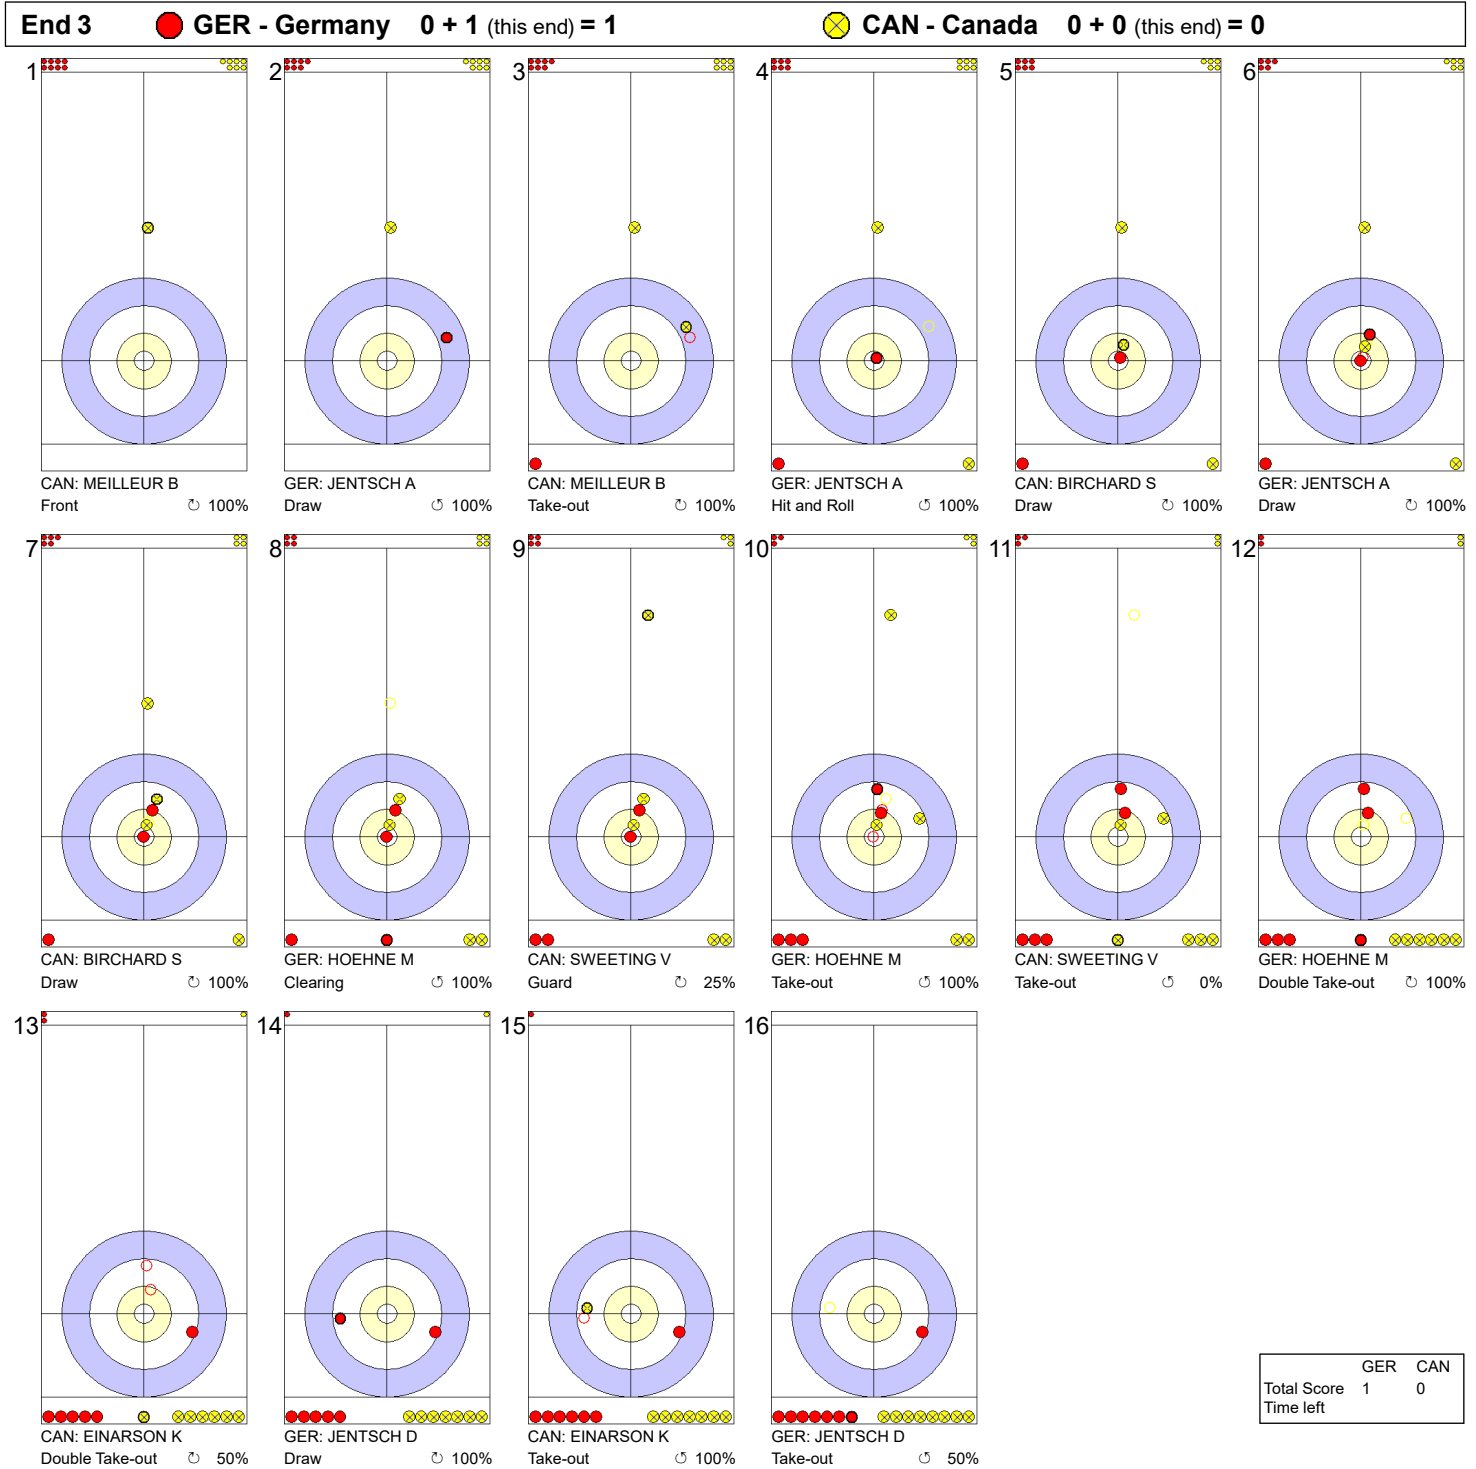 End 3 GER - Germany 0 + 1 (this end) = 1 CAN - Canada 0 + 0 (this end) = 0
1 2 3 4 5 6
CAN: MEILLEUR B GER: JENTSCH A CAN: MEILLEUR B GER: JENTSCH A CAN: BIRCHARD S GER: JENTSCH A
Front ↻ 100% Draw ↺ 100% Take-out ↺ 100% Hit and Roll ↺ 100% Draw ↻ 100% Draw ↺ 100%
7 8 9 10 11 12
CAN: BIRCHARD S GER: HOEHNE M CAN: SWEETING V GER: HOEHNE M CAN: SWEETING V GER: HOEHNE M
Draw ↻ 100% Clearing ↺ 100% Guard ↻ 25% Take-out ↺ 100% Take-out ↺ 0% Double Take-out ↻ 100%
13 14 15 16
CAN: EINARSON K GER: JENTSCH D CAN: EINARSON K GER: JENTSCH D
Double Take-out ↻ 50% Draw ↺ 100% Take-out ↻ 100% Take-out ↺ 50%
GER CAN
Total Score 1 0
Time left